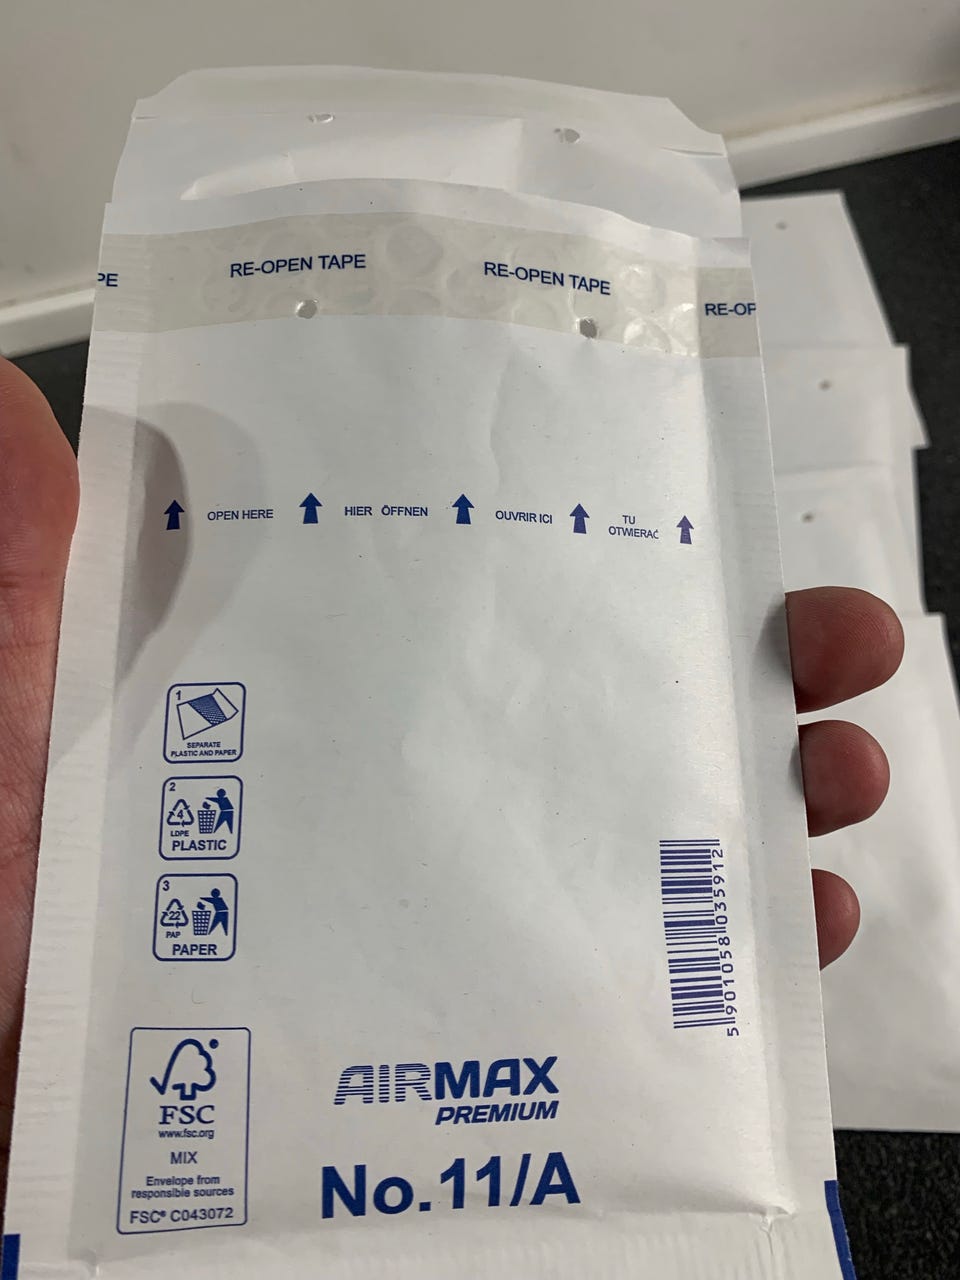 PE
RE-OPEN TAPE
RE-OPEN TAPE
RE-OP
OPEN HERE
HIER ÖFFNEN
OUVRIR ICI
TU
OTWIERAĆ
1
SEPARATE
PLASTIC AND PAPER
2
4
LDPE
PLASTIC
3
22
PAP
PAPER
5901058035912
FSC
www.fsc.org
MIX
Envelope from
responsible sources
FSC® C043072
AIRMAX
PREMIUM
No.11/A